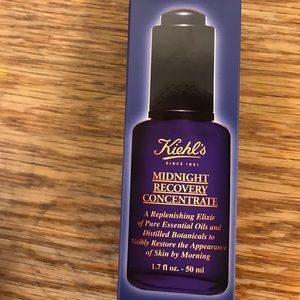 Kiehl's
SINCE 1851
MIDNIGHT
RECOVERY
CONCENTRATE
A Replenishing Elixir
of Pure Essential Oils and
Distilled Botanicals to
Visibly Restore the Appearance
of Skin by Morning
1.7 fl oz. - 50 ml